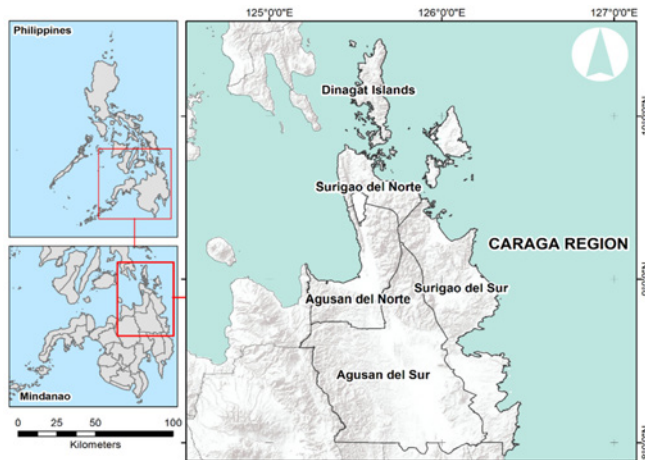 Philippines
Mindanao
0 25 50 75 100
Kilometers
125°0'0"E 126°0'0"E 127°0'0"E
Dinagat Islands
Surigao del Norte
CARAGA REGION
Agusan del Norte
Surigao del Sur
Agusan del Sur